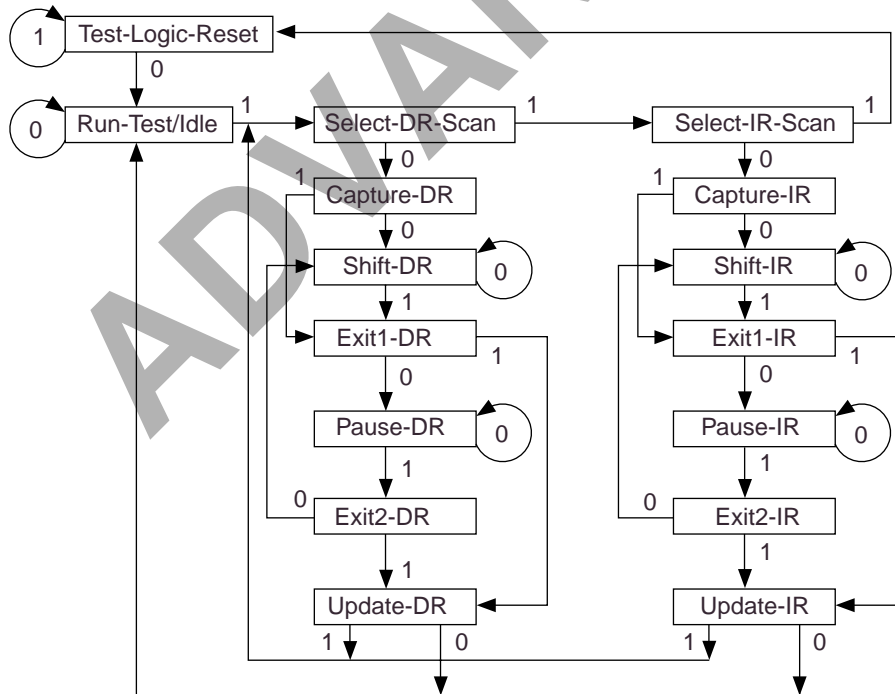 ADVAN
1 Test-Logic-Reset
0
0 Run-Test/Idle 1 Select-DR-Scan 1 Select-IR-Scan 1
0 0
1 Capture-DR 1 Capture-IR
0 0
Shift-DR 0 Shift-IR 0
1 1
Exit1-DR 1 Exit1-IR 1
0 0
Pause-DR 0 Pause-IR 0
1 1
0 Exit2-DR 0 Exit2-IR
1 1
Update-DR Update-IR
1 0 1 0